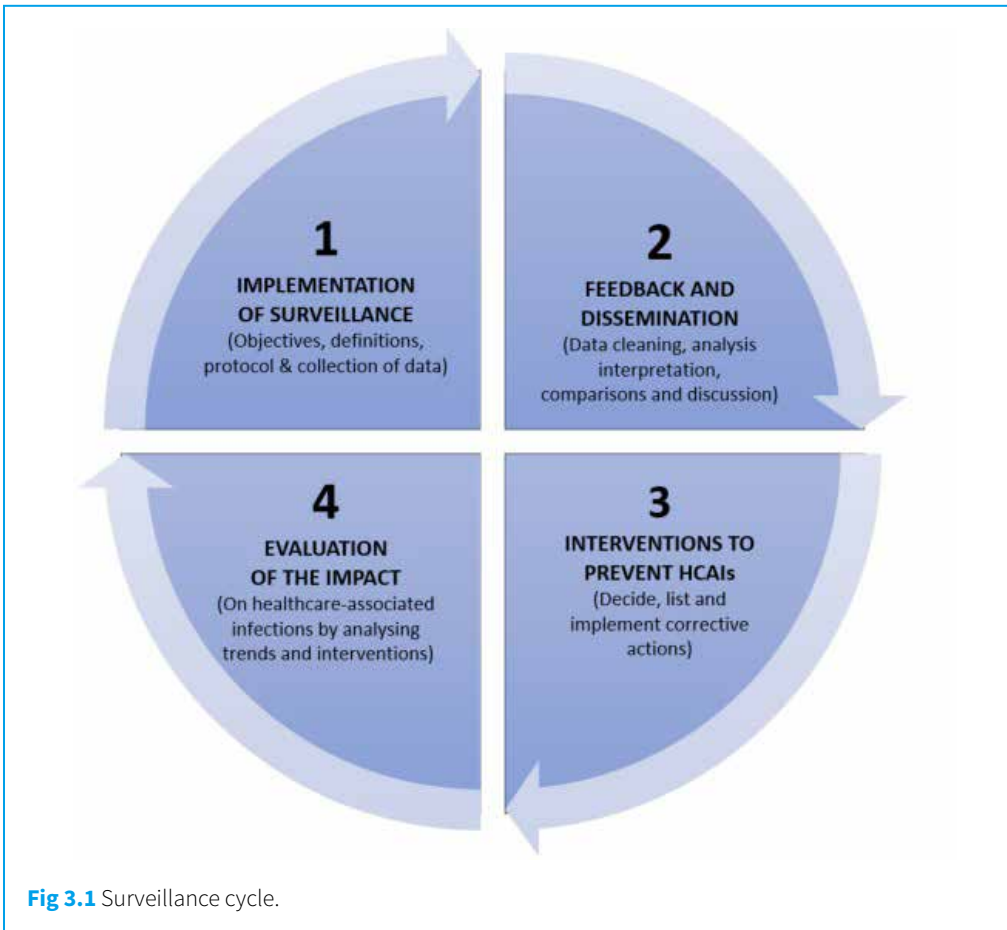 1
IMPLEMENTATION
OF SURVEILLANCE
(Objectives, definitions,
protocol & collection of data)
2
FEEDBACK AND
DISSEMINATION
(Data cleaning, analysis
interpretation,
comparisons and discussion)
3
INTERVENTIONS TO
PREVENT HCAIs
(Decide, list and
implement corrective
actions)
4
EVALUATION
OF THE IMPACT
(On healthcare-associated
infections by analysing
trends and interventions)
Fig 3.1 Surveillance cycle.